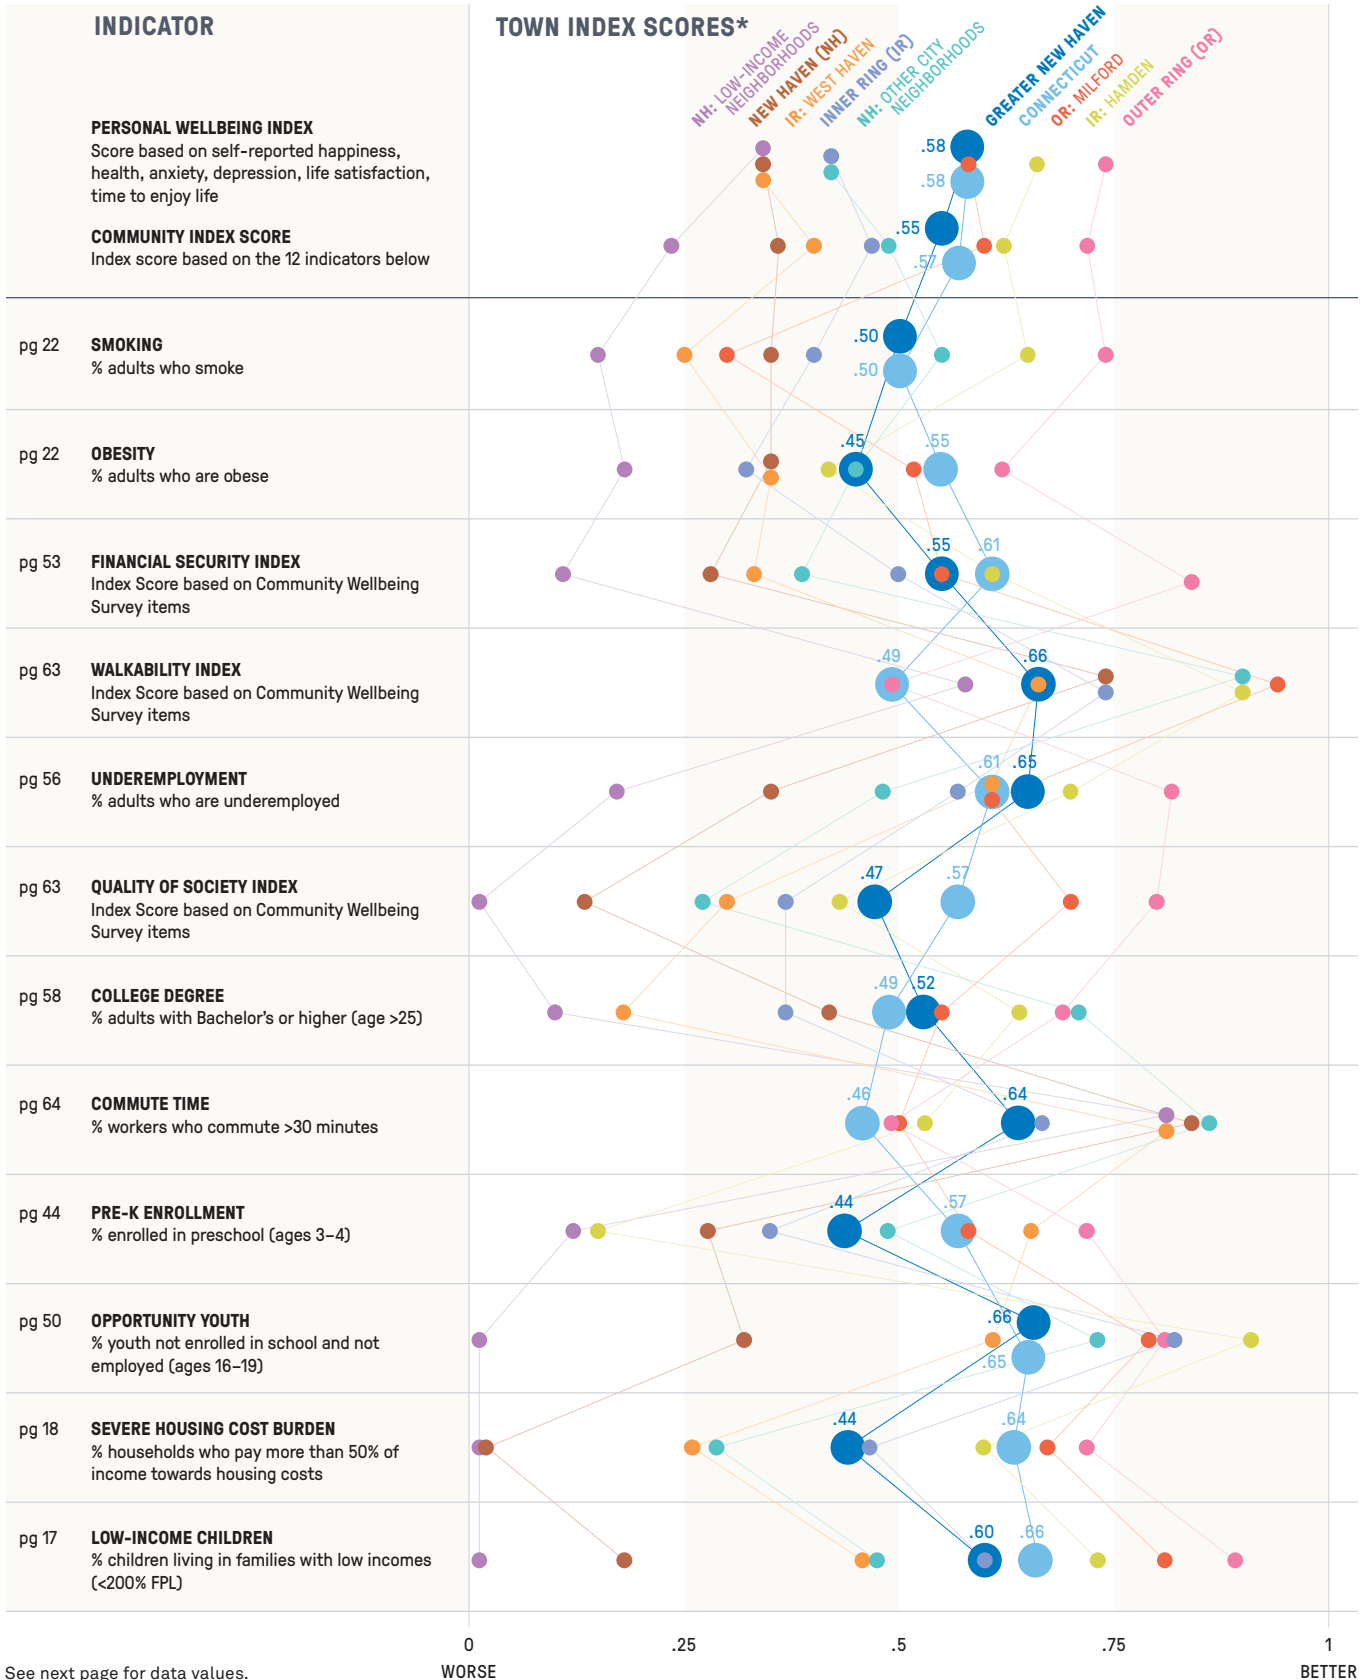 INDICATOR
TOWN INDEX SCORES*
NH: LOW-INCOME
NEIGHBORHOODS
NEW HAVEN (NH)
IR: WEST HAVEN
INNER RING (IR)
NH: OTHER CITY
NEIGHBORHOODS
GREATER NEW HAVEN
CONNECTICUT
OR: MILFORD
IR: HAMDEN
OUTER RING (OR)
PERSONAL WELLBEING INDEX
Score based on self-reported happiness,
health, anxiety, depression, life satisfaction,
time to enjoy life
.58
.58
COMMUNITY INDEX SCORE
Index score based on the 12 indicators below
.55
.57
pg 22
SMOKING
% adults who smoke
.50
.50
pg 22
OBESITY
% adults who are obese
.45
.55
pg 53
FINANCIAL SECURITY INDEX
Index Score based on Community Wellbeing
Survey items
.55
.61
pg 63
WALKABILITY INDEX
Index Score based on Community Wellbeing
Survey items
.49
.66
pg 56
UNDEREMPLOYMENT
% adults who are underemployed
.61
.65
pg 63
QUALITY OF SOCIETY INDEX
Index Score based on Community Wellbeing
Survey items
.47
.57
pg 58
COLLEGE DEGREE
% adults with Bachelor's or higher (age >25)
.49
.52
pg 64
COMMUTE TIME
% workers who commute >30 minutes
.46
.64
pg 44
PRE-K ENROLLMENT
% enrolled in preschool (ages 3–4)
.44
.57
pg 50
OPPORTUNITY YOUTH
% youth not enrolled in school and not
employed (ages 16–19)
.66
.65
pg 18
SEVERE HOUSING COST BURDEN
% households who pay more than 50% of
income towards housing costs
.44
.64
pg 17
LOW-INCOME CHILDREN
% children living in families with low incomes
(<200% FPL)
.60
.66
0
.25
.5
.75
1
WORSE
BETTER
See next page for data values.